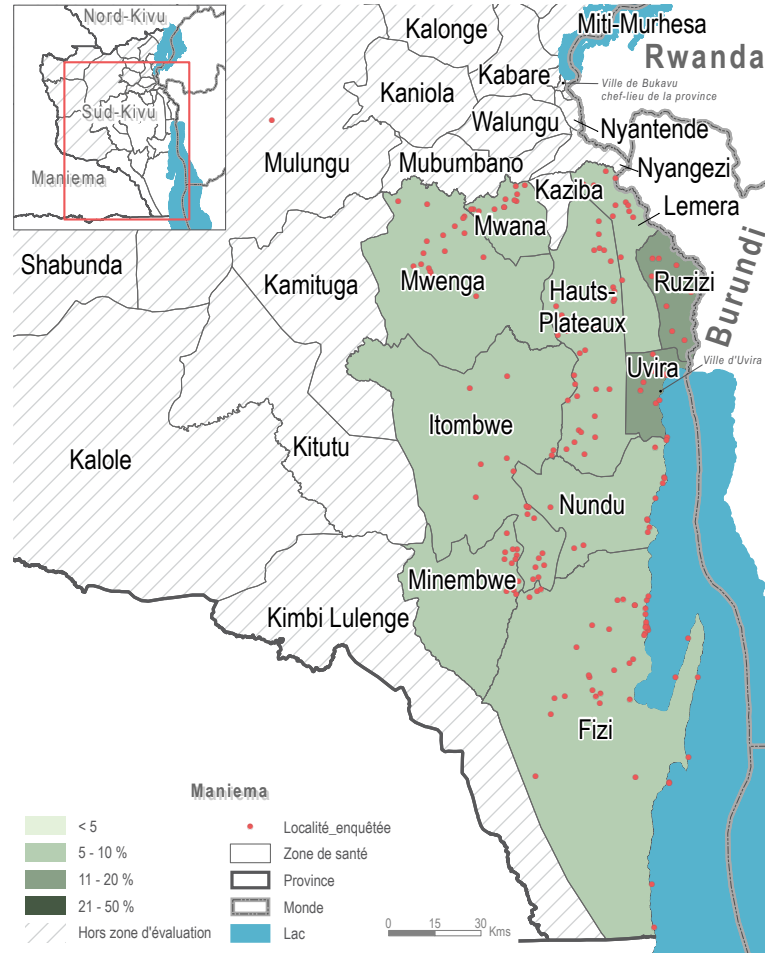 Nord-Kivu
Sud-Kivu
Maniema
Miti-Murhesa
Kalonge
Rwanda
Kabare
Ville de Bukavu
chef-lieu de la province
Kaniola
Walungu
Nyantende
Mulungu
Mubumbano
Nyangezi
Kaziba
Lemera
Mwana
Shabunda
Kamituga
Mwenga
Hauts-
Plateaux
Ruzizi
Burundi
Uvira
Ville d'Uvira
Itombwe
Kitutu
Kalole
Nundu
Minembwe
Kimbi Lulenge
Fizi
Maniema
< 5
5 - 10 %
11 - 20 %
21 - 50 %
Hors zone d'évaluation
Localité_enquêtée
Zone de santé
Province
Monde
Lac
0 15 30
Kms